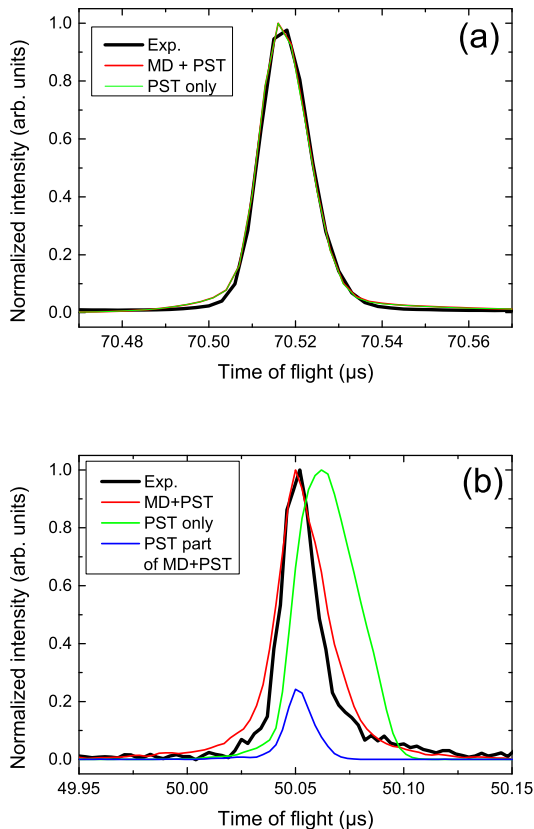 (a)
Exp.
MD + PST
PST only
Normalized intensity (arb. units)
1.0
0.8
0.6
0.4
0.2
0.0
70.48 70.50 70.52 70.54 70.56
Time of flight (µs)
(b)
Exp.
MD+PST
PST only
PST part
of MD+PST
Normalized intensity (arb. units)
1.0
0.8
0.6
0.4
0.2
0.0
49.95 50.00 50.05 50.10 50.15
Time of flight (µs)